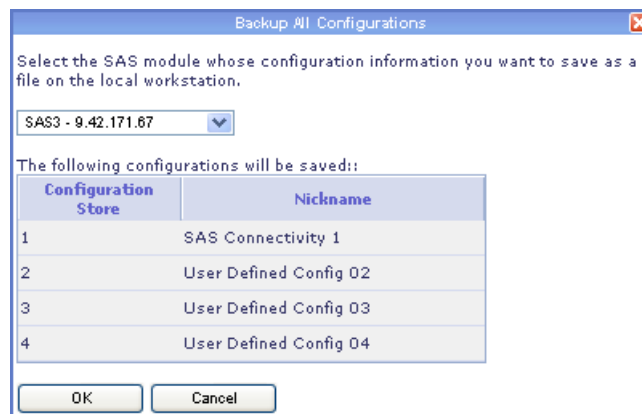 Backup All Configurations
Select the SAS module whose configuration information you want to save as a
file on the local workstation.
SAS3 - 9.42.171.67
The following configurations will be saved::
Configuration Store Nickname
1 SAS Connectivity 1
2 User Defined Config 02
3 User Defined Config 03
4 User Defined Config 04
OK Cancel